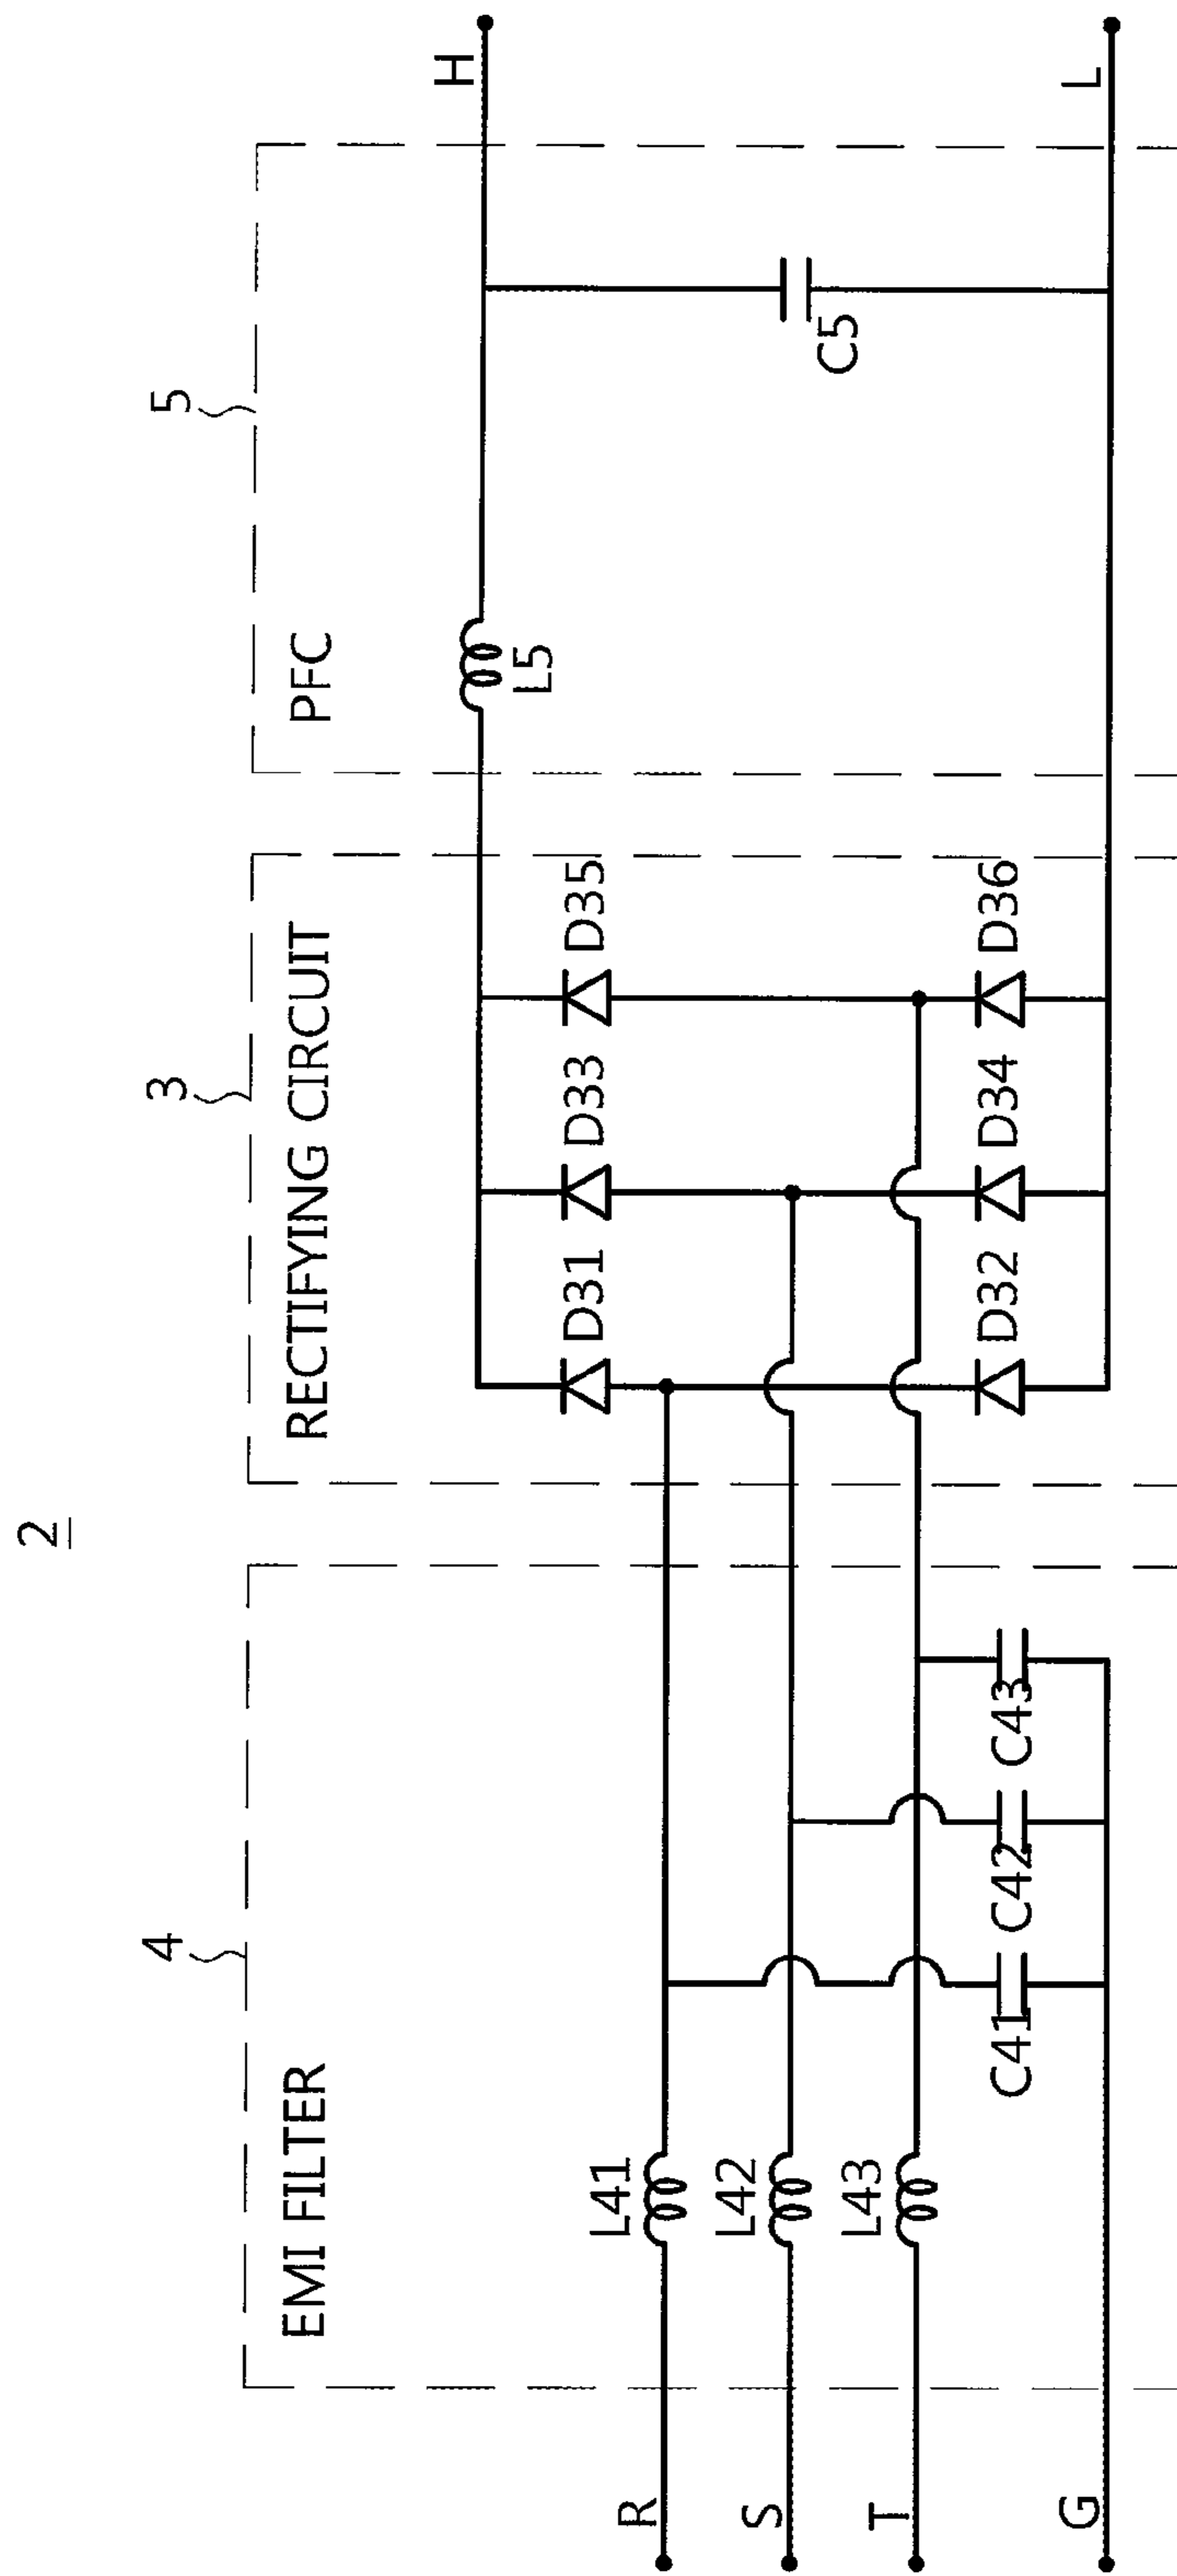 2
4
3
5
EMI FILTER
RECTIFYING CIRCUIT
PFC
H
L5
D31
D33
D35
R
L41
S
L42
C5
T
L43
C41
C42
C43
D32
D34
D36
G
L